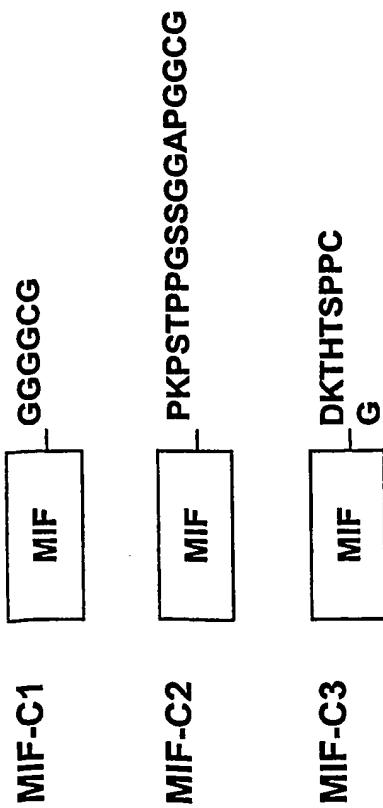 MIF-C1
MIF
GGGGCG
MIF-C2
MIF
PKPSTPPGSSGGAPGGCG
MIF-C3
MIF
DKTHTSPPC
G